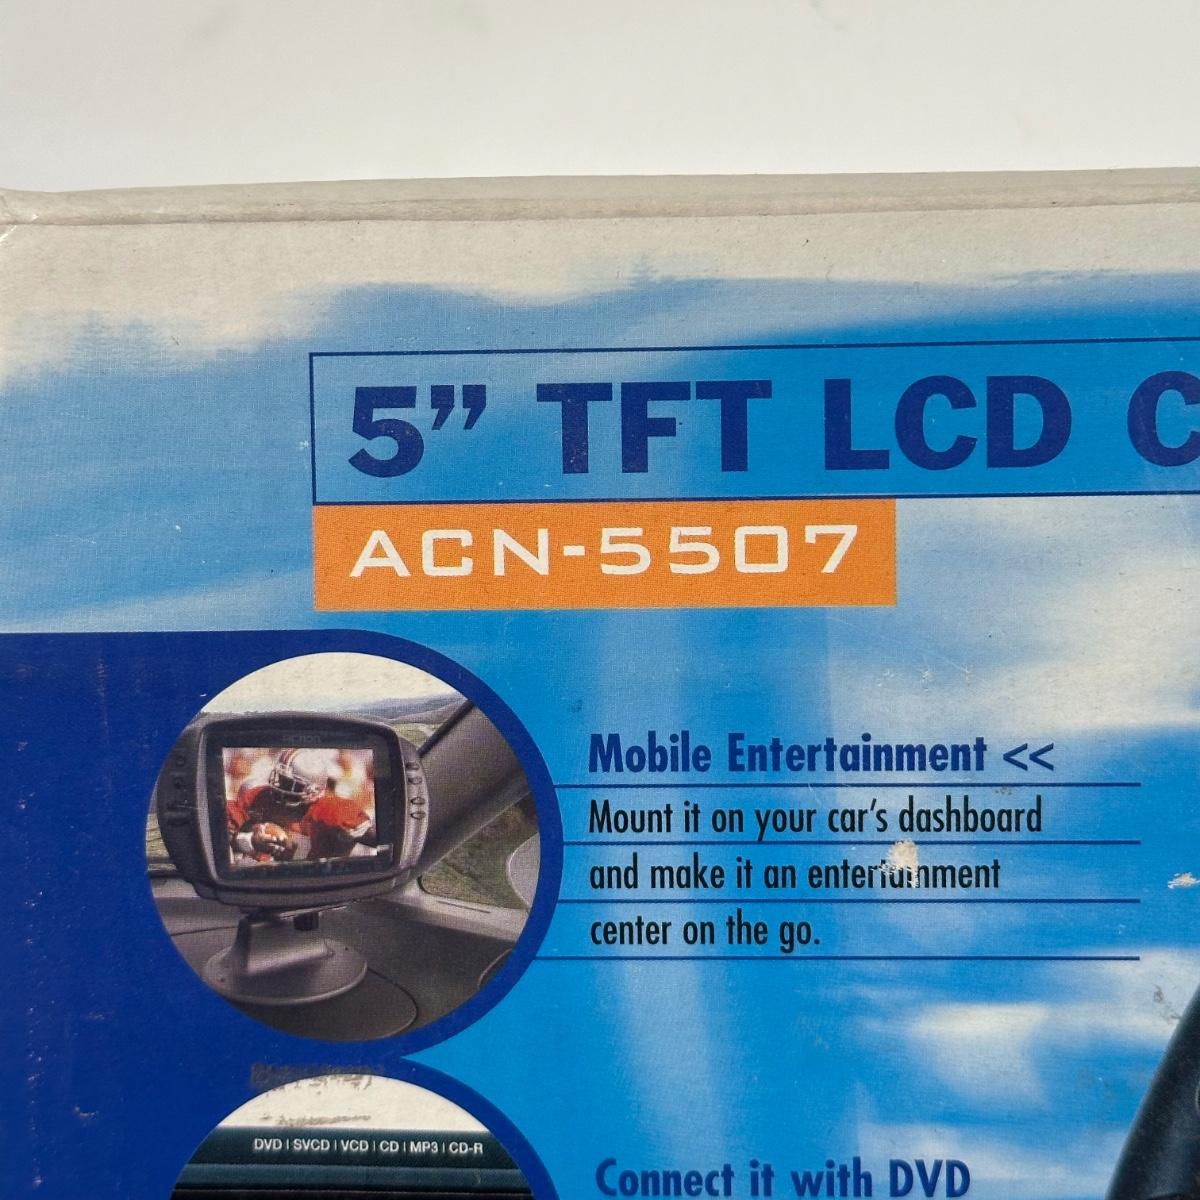 5" TFT LCD C
ACN-5507
Mobile Entertainment <<
Mount it on your car's dashboard
and make it an entertainment
center on the go.
DVD | SVCD | VCD | CD | MP3 | CD-R
Connect it with DVD